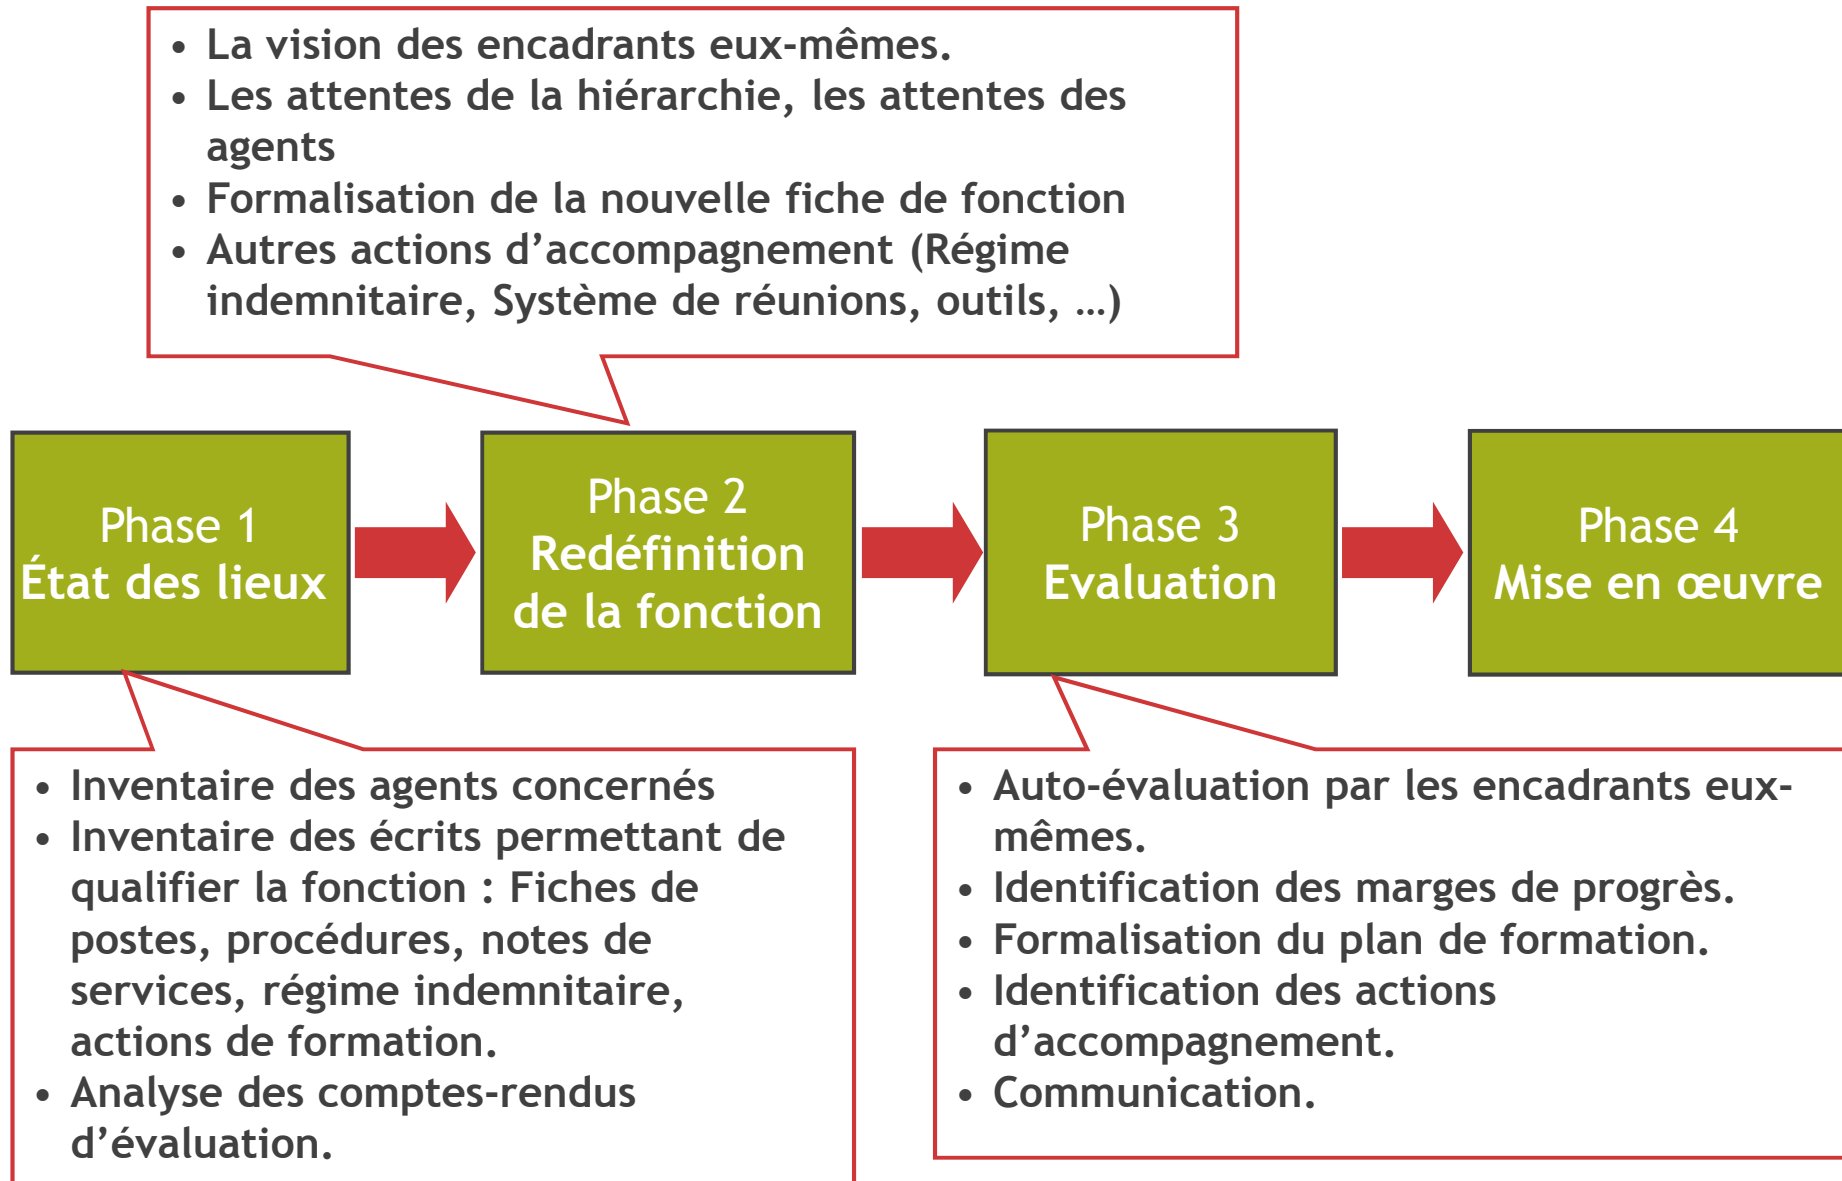 • La vision des encadrants eux-mêmes.
• Les attentes de la hiérarchie, les attentes des
agents
• Formalisation de la nouvelle fiche de fonction
• Autres actions d’accompagnement (Régime
indemnitaire, Système de réunions, outils, …)
Phase 1
État des lieux
Phase 2
Redéfinition
de la fonction
Phase 3
Evaluation
Phase 4
Mise en œuvre
• Inventaire des agents concernés
• Inventaire des écrits permettant de
qualifier la fonction : Fiches de
postes, procédures, notes de
services, régime indemnitaire,
actions de formation.
• Analyse des comptes-rendus
d’évaluation.
• Auto-évaluation par les encadrants eux-
mêmes.
• Identification des marges de progrès.
• Formalisation du plan de formation.
• Identification des actions
d’accompagnement.
• Communication.